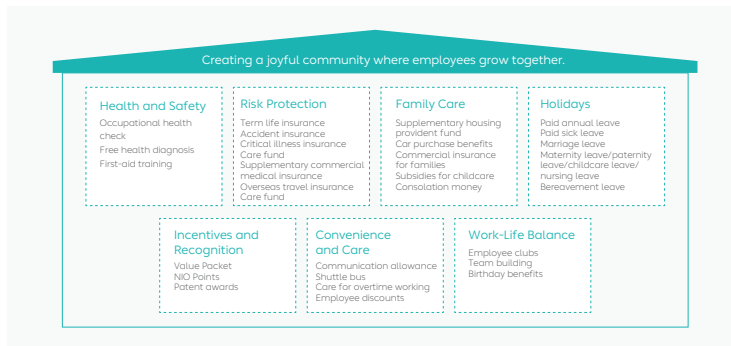 Creating a joyful community where employees grow together.
Health and Safety
Occupational health
check
Free health diagnosis
First-aid training
Risk Protection
Term life insurance
Accident insurance
Critical illness insurance
Care fund
Supplementary commercial
medical insurance
Overseas travel insurance
Care fund
Family Care
Supplementary housing
provident fund
Car purchase benefits
Commercial insurance
for families
Subsidies for childcare
Consolation money
Holidays
Paid annual leave
Paid sick leave
Marriage leave
Maternity leave/paternity
leave/childcare leave/
nursing leave
Bereavement leave
Incentives and
Recognition
Value Packet
NIO Points
Patent awards
Convenience
and Care
Communication allowance
Shuttle bus
Care for overtime working
Employee discounts
Work-Life Balance
Employee clubs
Team building
Birthday benefits